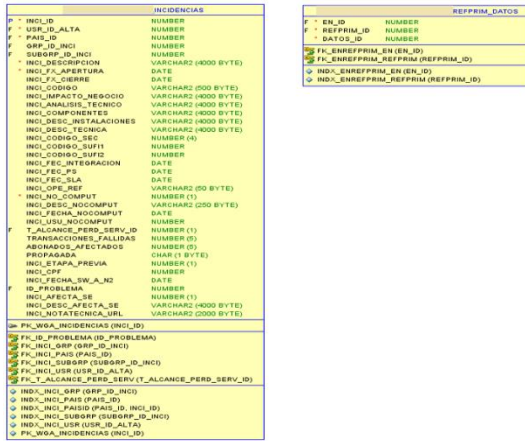 INCIDENCIAS
P * INCI_ID NUMBER
F * USR_ID_ALTA NUMBER
F * PAIS_ID NUMBER
F GRP_ID_INCI NUMBER
F SUBGRP_ID_INCI NUMBER
* INCI_DESCRIPCION VARCHAR2 (4000 BYTE)
* INCI_FX_APERTURA DATE
INCI_FX_CIERRE DATE
INCI_CODIGO VARCHAR2 (500 BYTE)
INCI_IMPACTO_NEGOCIO VARCHAR2 (4000 BYTE)
INCI_ANALISIS_TECNICO VARCHAR2 (4000 BYTE)
INCI_COMPONENTES VARCHAR2 (4000 BYTE)
INCI_DESC_INSTALACIONES VARCHAR2 (4000 BYTE)
INCI_DESC_TECNICA VARCHAR2 (4000 BYTE)
INCI_CODIGO_SEC NUMBER (4)
INCI_CODIGO_SUFI1 NUMBER
INCI_CODIGO_SUFI2 NUMBER
INCI_FEC_INTEGRACION DATE
INCI_FEC_PS DATE
INCI_FEC_SLA DATE
INCI_OPE_REF VARCHAR2 (50 BYTE)
* INCI_NO_COMPUT NUMBER (1)
INCI_DESC_NOCOMPUT VARCHAR2 (250 BYTE)
INCI_FECHA_NOCOMPUT DATE
INCI_USU_NOCOMPUT NUMBER
F T_ALCANCE_PERD_SERV_ID NUMBER (1)
TRANSACCIONES_FALLIDAS NUMBER (5)
ABONADOS_AFECTADOS NUMBER (6)
PROPAGADA CHAR (1 BYTE)
INCI_ETAPA_PREVIA NUMBER (1)
INCI_CPF NUMBER
INCI_FECHA_SW_A_N2 DATE
F ID_PROBLEMA NUMBER
INCI_AFECTA_SE NUMBER (1)
INCI_DESC_AFECTA_SE VARCHAR2 (4000 BYTE)
INCI_NOTATECNICA_URL VARCHAR2 (2000 BYTE)
PK_WGA_INCIDENCIAS (INCI_ID)
FK_ID_PROBLEMA (ID_PROBLEMA)
FK_INCI_GRP (GRP_ID_INCI)
FK_INCI_PAIS (PAIS_ID)
FK_INCI_SUBGRP (SUBGRP_ID_INCI)
FK_INCI_USR (USR_ID_ALTA)
FK_T_ALCANCE_PERD_SERV (T_ALCANCE_PERD_SERV_ID)
INDX_INCI_GRP (GRP_ID_INCI)
INDX_INCI_PAIS (PAIS_ID)
INDX_INCI_PAISID (PAIS_ID, INCI_ID)
INDX_INCI_SUBGRP (SUBGRP_ID_INCI)
INDX_INCI_USR (USR_ID_ALTA)
PK_WGA_INCIDENCIAS (INCI_ID)
REFPRIM_DATOS
F * EN_ID NUMBER
F * REFPRIM_ID NUMBER
* DATOS_ID NUMBER
FK_ENREFPRIM_EN (EN_ID)
FK_ENREFPRIM_REFPRIM (REFPRIM_ID)
INDX_ENREFPRIM_EN (EN_ID)
INDX_ENREFPRIM_REFPRIM (REFPRIM_ID)